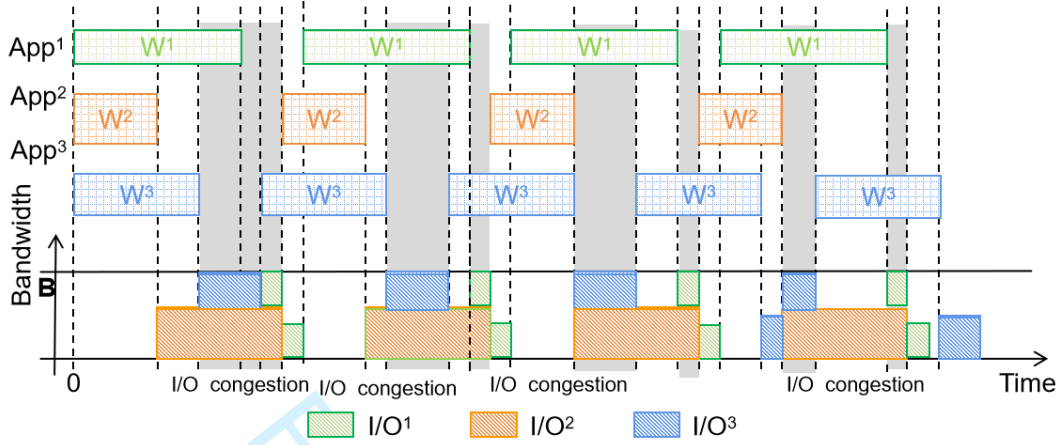 App¹ W¹ W¹ W¹ W¹
App² W² W² W² W²
App³ W³ W³ W³ W³ W³
Bandwidth
B
0 I/O congestion I/O congestion I/O congestion I/O congestion Time
I/O¹ I/O² I/O³